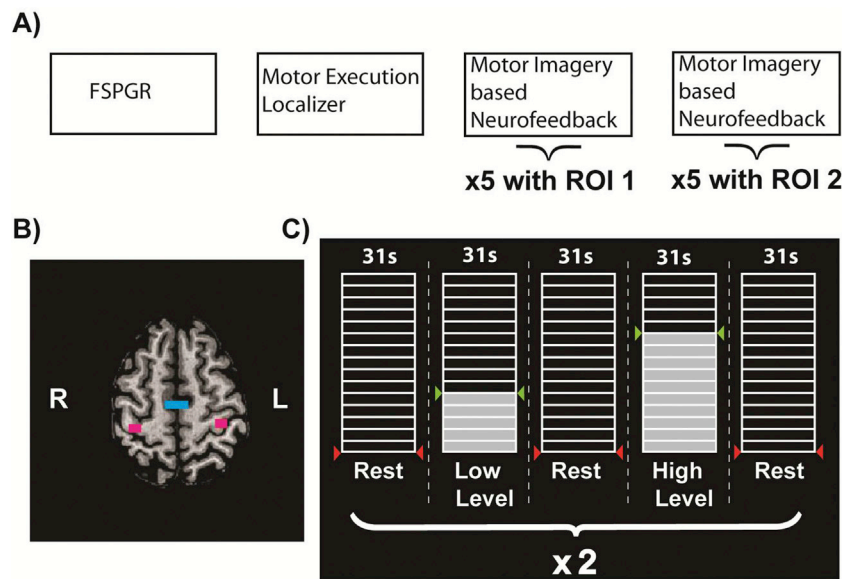 A)
FSPGR
Motor Execution
Localizer
Motor Imagery
based
Neurofeedback
Motor Imagery
based
Neurofeedback
x5 with ROI 1
x5 with ROI 2
B)
R
L
C)
31s
31s
31s
31s
31s
Rest
Low
Level
Rest
High
Level
Rest
x 2